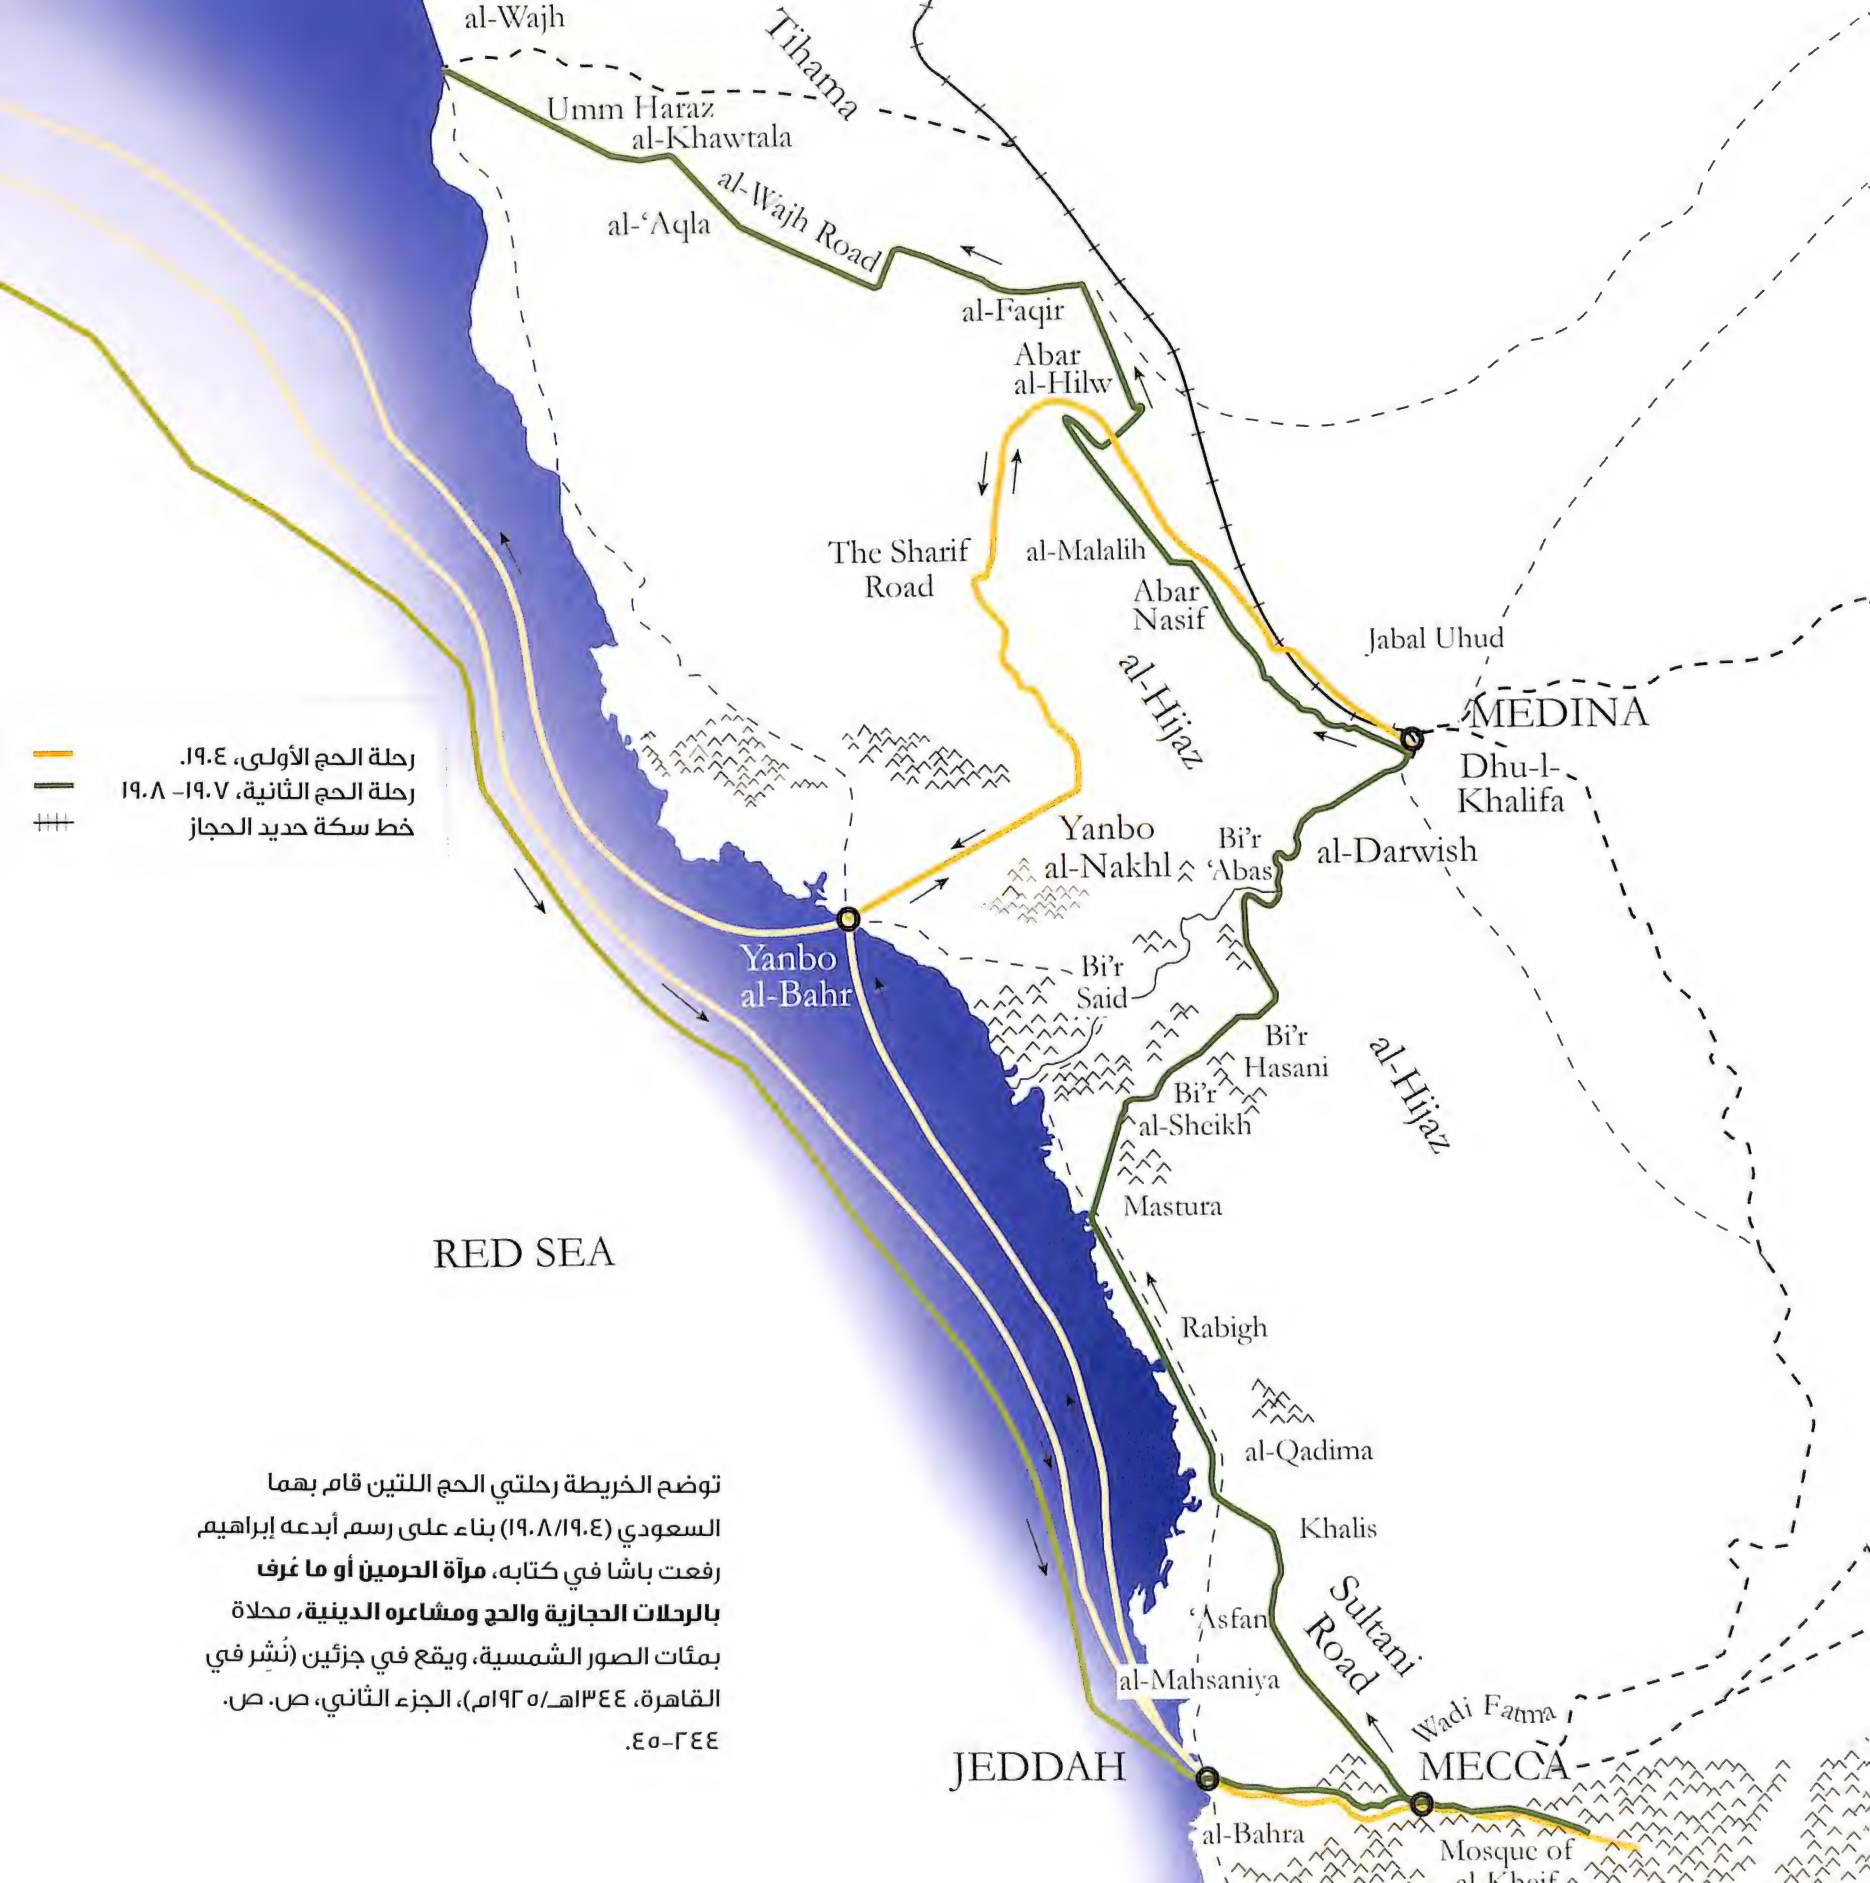 al-Wajh
Tihama
Umm Haraz
al-Khawtala
al-Wajh Road
al-‘Aqla
al-Faqir
Abar
al-Hilw
The Sharif
Road
al-Malalih
Abar
Nasif
Jabal Uhud
al-Hijaz
MEDINA
Dhu-l-
Khalifa
رحلة الحج الأولى، ١٩٠٤.
رحلة الحج الثانية، ١٩٠٧– ١٩٠٨
خط سكة حديد الحجاز
Yanbo
al-Nakhl
Bi’r
‘Abas
al-Darwish
Yanbo
al-Bahr
Bi’r
Said
Bi’r
Hasani
al-Hijaz
Bi’r
al-Sheikh
Mastura
RED SEA
Rabigh
al-Qadima
Khalis
توضح الخريطة رحلتي الحج اللتين قام بهما
السعودي (١٩٠٨/١٩٠٤) بناء على رسم أبدعه إبراهيم
رفعت باشا في كتابه، مرآة الحرمين أو ما عُرف
بالرحلات الحجازية والحج ومشاعره الدينية، محلاة
بمئات الصور الشمسية، ويقع في جزئين (نُشِر في
القاهرة، ١٣٤٤هـ/١٩٢٥م)، الجزء الثاني، ص. ص.
٢٤٤–٤٥.
‘Asfan
Sultani
Road
al-Mahsaniya
Wadi Fatma
JEDDAH
MECCA
al-Bahra
Mosque of